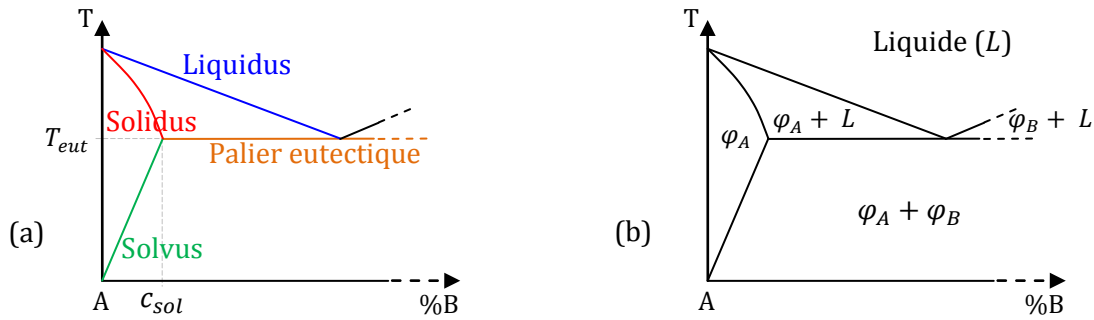 T
Liquidus
Solidus
T_eut
Palier eutectique
(a)
Solvus
A
c_sol
%B
T
Liquide (L)
φ_A
φ_A + L
φ_B + L
(b)
φ_A + φ_B
A
%B